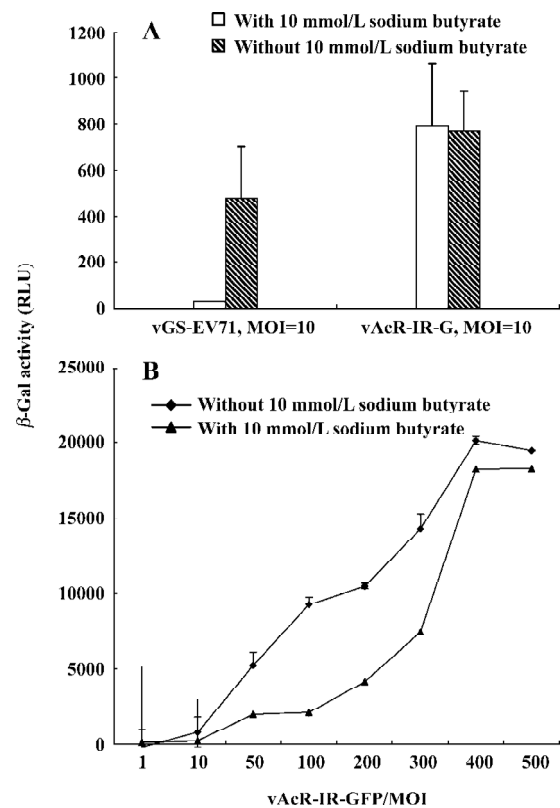 A
With 10 mmol/L sodium butyrate
Without 10 mmol/L sodium butyrate
1200
1000
800
600
400
200
0
vGS-EV71, MOI=10 vAcR-IR-G, MOI=10
β-Gal activity (RLU)
B
25000
Without 10 mmol/L sodium butyrate
With 10 mmol/L sodium butyrate
20000
15000
10000
5000
0
1 10 50 100 200 300 400 500
vAcR-IR-GFP/MOI